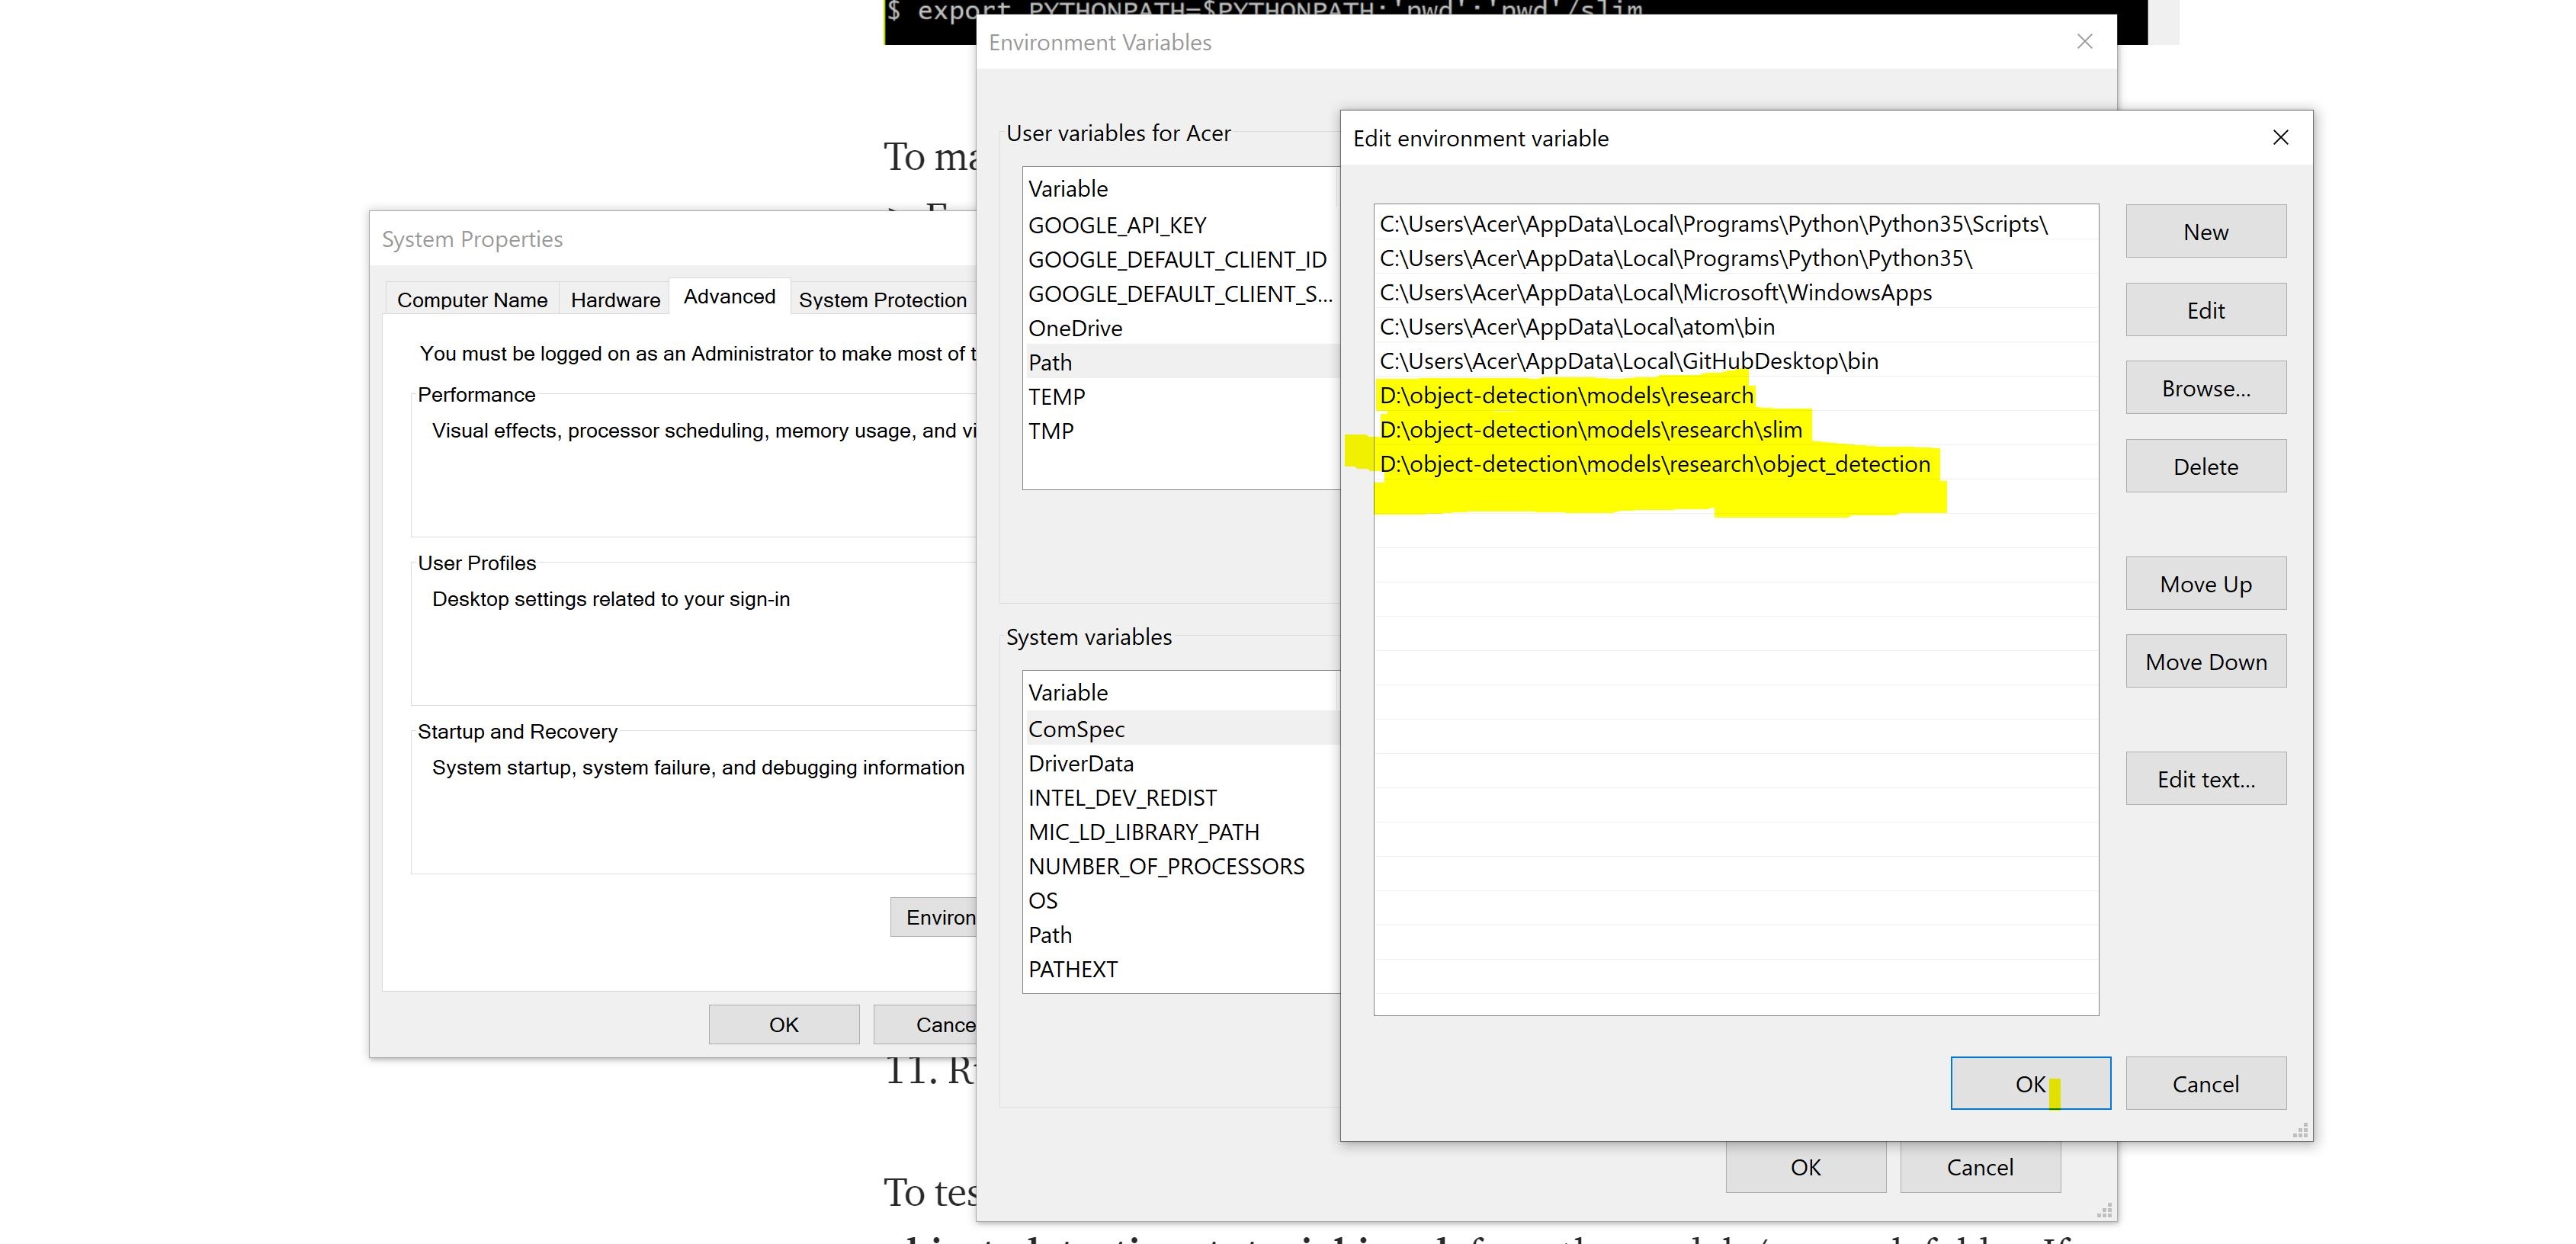 $ export PYTHONPATH=$PYTHONPATH:'pwd':'pwd'/slim
Environment Variables
To ma
System Properties
Computer Name
Hardware
Advanced
System Protection
You must be logged on as an Administrator to make most of t
Performance
Visual effects, processor scheduling, memory usage, and vi
User Profiles
Desktop settings related to your sign-in
Startup and Recovery
System startup, system failure, and debugging information
Environ
OK
Cance
User variables for Acer
Variable
GOOGLE_API_KEY
GOOGLE_DEFAULT_CLIENT_ID
GOOGLE_DEFAULT_CLIENT_S...
OneDrive
Path
TEMP
TMP
System variables
Variable
ComSpec
DriverData
INTEL_DEV_REDIST
MIC_LD_LIBRARY_PATH
NUMBER_OF_PROCESSORS
OS
Path
PATHEXT
OK
Cancel
Edit environment variable
C:\Users\Acer\AppData\Local\Programs\Python\Python35\Scripts\
C:\Users\Acer\AppData\Local\Programs\Python\Python35\
C:\Users\Acer\AppData\Local\Microsoft\WindowsApps
C:\Users\Acer\AppData\Local\atom\bin
C:\Users\Acer\AppData\Local\GitHubDesktop\bin
D:\object-detection\models\research
D:\object-detection\models\research\slim
D:\object-detection\models\research\object_detection
New
Edit
Browse...
Delete
Move Up
Move Down
Edit text...
OK
Cancel
11. R
To tes